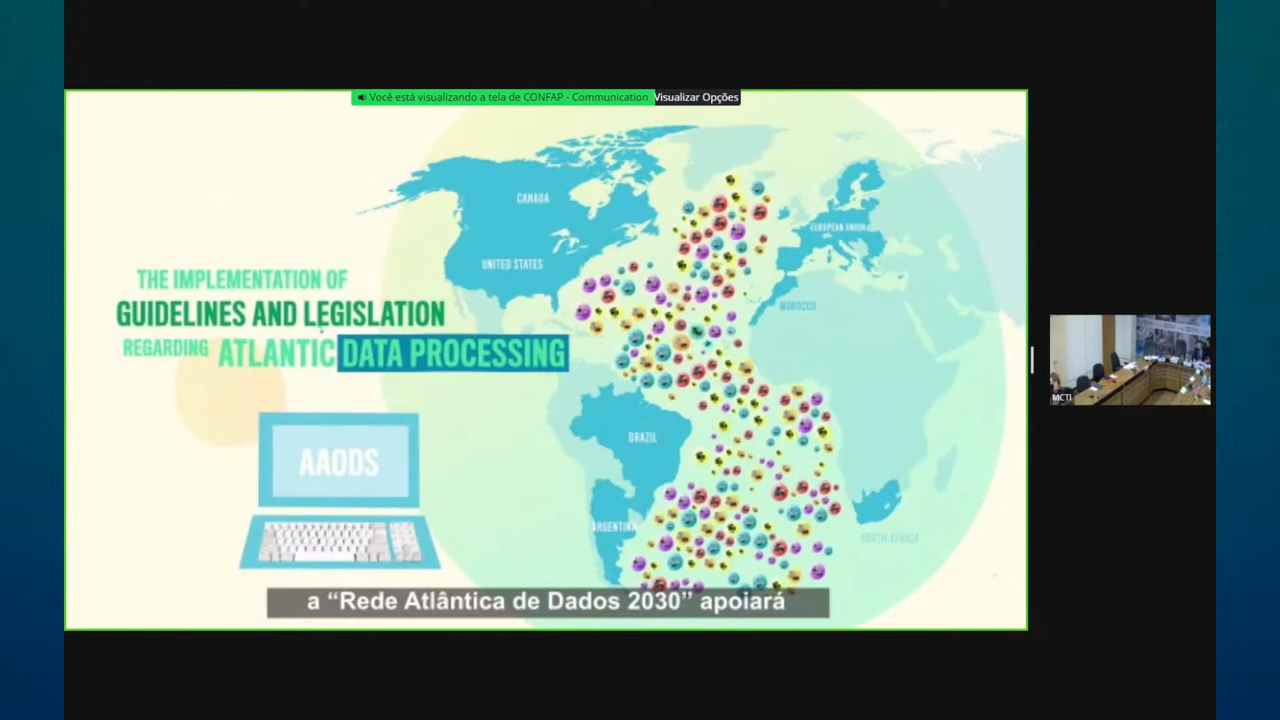 Você está visualizando a tela de CONFAP - Communication
Visualizar Opções
CANADA
UNITED STATES
EUROPEAN UNION
MOROCCO
THE IMPLEMENTATION OF
GUIDELINES AND LEGISLATION
REGARDING ATLANTIC DATA PROCESSING
BRAZIL
AAODS
ARGENTINA
SOUTH AFRICA
MCTI
a “Rede Atlântica de Dados 2030” apoiará